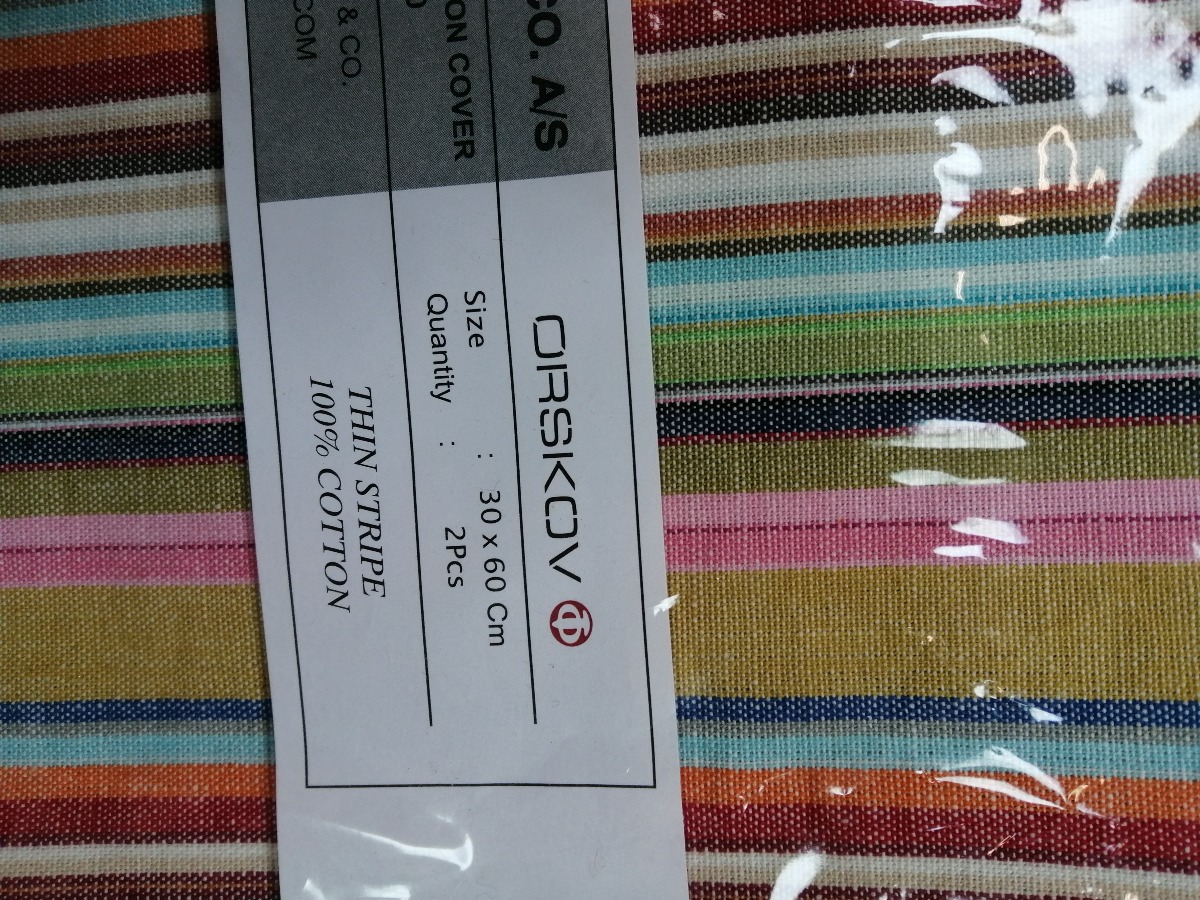 CO. A/S
ORSKOV
ON COVER
Size : 30 x 60 Cm
Quantity : 2Pcs
& CO.
COM
THIN STRIPE
100% COTTON